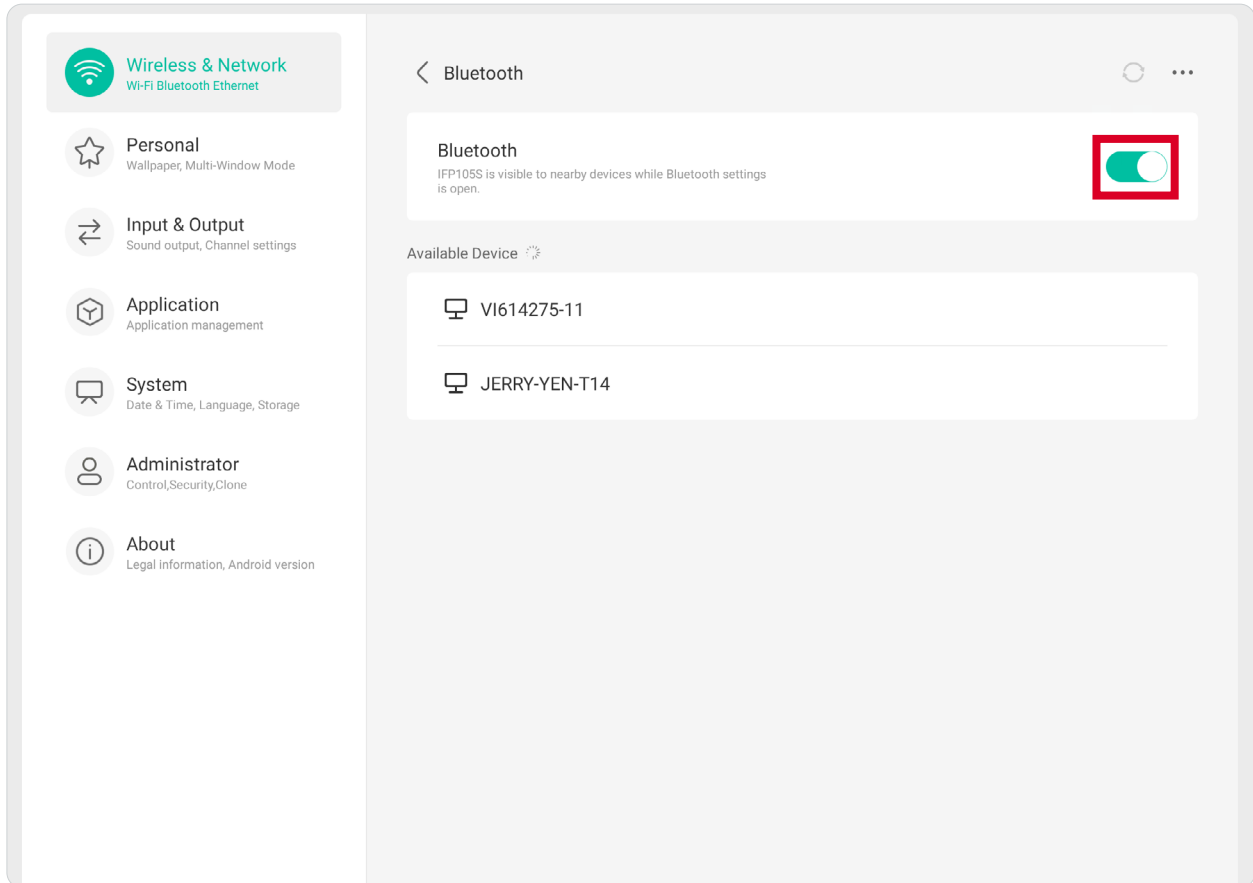 Wireless & Network
Wi-Fi Bluetooth Ethernet
Personal
Wallpaper, Multi-Window Mode
Input & Output
Sound output, Channel settings
Application
Application management
System
Date & Time, Language, Storage
Administrator
Control,Security,Clone
About
Legal information, Android version
Bluetooth
Bluetooth
IFP105S is visible to nearby devices while Bluetooth settings
is open.
Available Device
VI614275-11
JERRY-YEN-T14